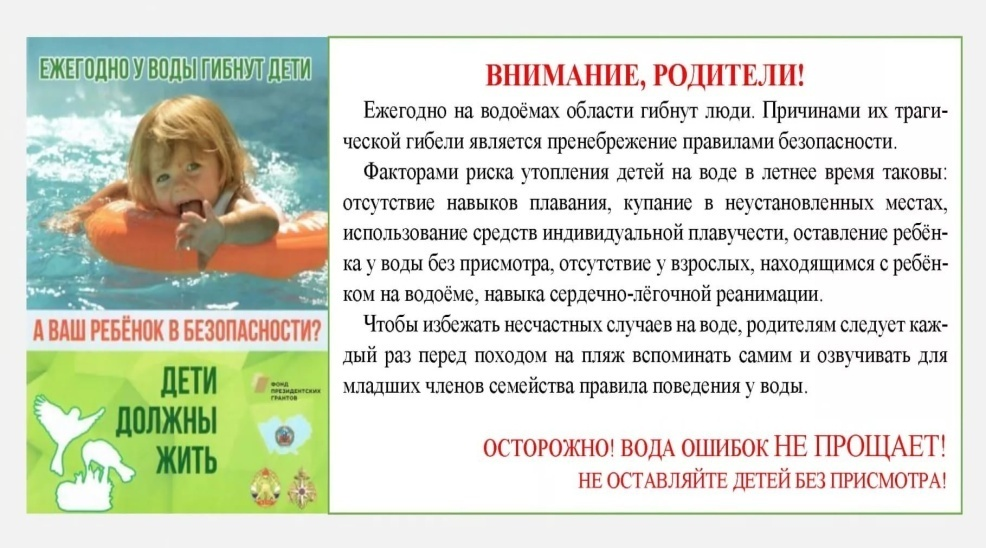 ЕЖЕГОДНО У ВОДЫ ГИБНУТ ДЕТИ
А ВАШ РЕБЁНОК В БЕЗОПАСНОСТИ?
ДЕТИ
ДОЛЖНЫ
ЖИТЬ
ФОНД
ПРЕЗИДЕНТСКИХ
ГРАНТОВ
ВНИМАНИЕ, РОДИТЕЛИ!
Ежегодно на водоёмах области гибнут люди. Причинами их траги-
ческой гибели является пренебрежение правилами безопасности.
Факторами риска утопления детей на воде в летнее время таковы:
отсутствие навыков плавания, купание в неустановленных местах,
использование средств индивидуальной плавучести, оставление ребён-
ка у воды без присмотра, отсутствие у взрослых, находящимся с ребён-
ком на водоёме, навыка сердечно-лёгочной реанимации.
Чтобы избежать несчастных случаев на воде, родителям следует каж-
дый раз перед походом на пляж вспоминать самим и озвучивать для
младших членов семейства правила поведения у воды.
ОСТОРОЖНО! ВОДА ОШИБОК НЕ ПРОЩАЕТ!
НЕ ОСТАВЛЯЙТЕ ДЕТЕЙ БЕЗ ПРИСМОТРА!